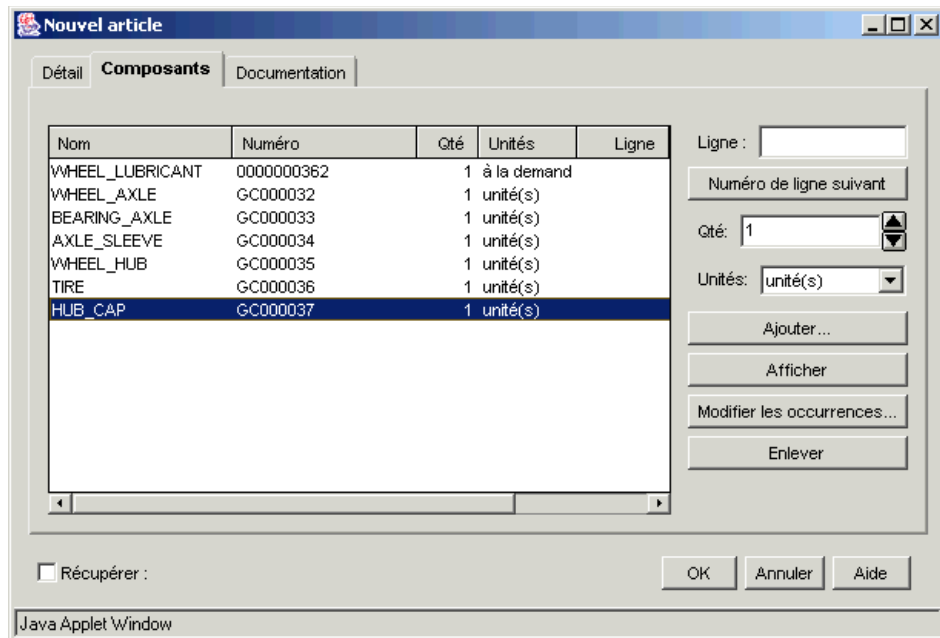 Nouvel article
Détail Composants Documentation
Nom Numéro Qté Unités Ligne
WHEEL_LUBRICANT 0000000362 1 à la demand
WHEEL_AXLE GC000032 1 unité(s)
BEARING_AXLE GC000033 1 unité(s)
AXLE_SLEEVE GC000034 1 unité(s)
WHEEL_HUB GC000035 1 unité(s)
TIRE GC000036 1 unité(s)
HUB_CAP GC000037 1 unité(s)
Ligne :
Numéro de ligne suivant
Qté: 1
Unités: unité(s)
Ajouter...
Afficher
Modifier les occurrences...
Enlever
Récupérer :
OK Annuler Aide
Java Applet Window